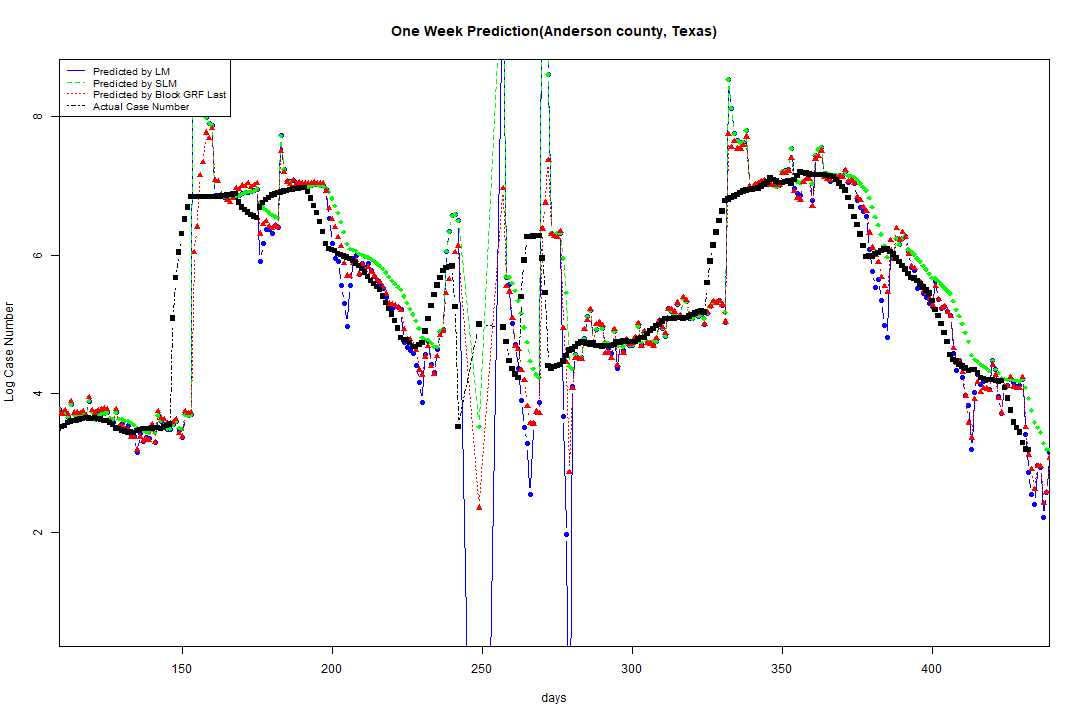 One Week Prediction(Anderson county, Texas)
Predicted by LM
Predicted by SLM
Predicted by Block GRF Last
Actual Case Number
8
6
4
2
Log Case Number
150 200 250 300 350 400
days